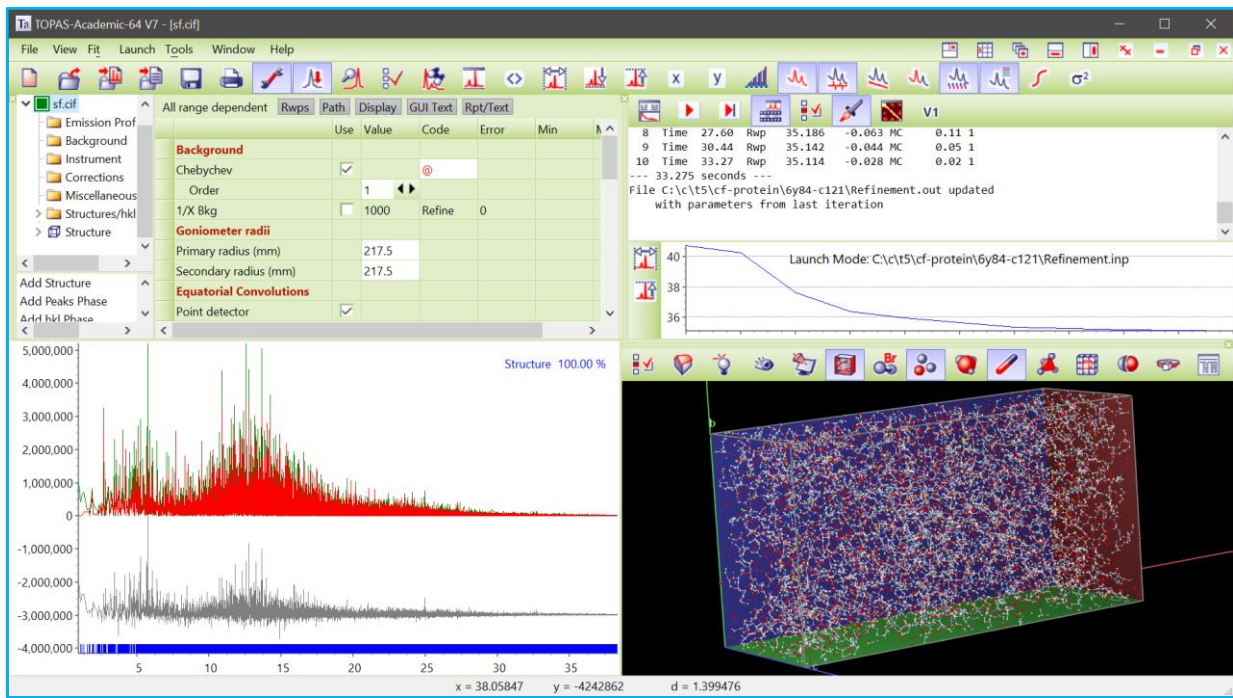 Ta TOPAS-Academic-64 V7 - [sf.cif]
File View Fit Launch Tools Window Help
x y σ²
sf.cif
Emission Prof
Background
Instrument
Corrections
Miscellaneous
Structures/hkl
Structure
Add Structure
Add Peaks Phase
Add hkl Phase
All range dependent Rwps Path Display GUI Text Rpt/Text
Use Value Code Error Min
Background
Chebychev @
Order 1
1/X Bkg 1000 Refine 0
Goniometer radii
Primary radius (mm) 217.5
Secondary radius (mm) 217.5
Equatorial Convolutions
Point detector
V1
8 Time 27.60 Rwp 35.186 -0.063 MC 0.11 1
9 Time 30.44 Rwp 35.142 -0.044 MC 0.05 1
10 Time 33.27 Rwp 35.114 -0.028 MC 0.02 1
--- 33.275 seconds ---
File C:\c\t5\cf-protein\6y84-c121\Refinement.out updated
with parameters from last iteration
Launch Mode: C:\c\t5\cf-protein\6y84-c121\Refinement.inp
40
38
36
Structure 100.00 %
5,000,000
4,000,000
3,000,000
2,000,000
1,000,000
0
-1,000,000
-2,000,000
-3,000,000
-4,000,000
5 10 15 20 25 30 35
Br
b
x = 38.05847 y = -4242862 d = 1.399476